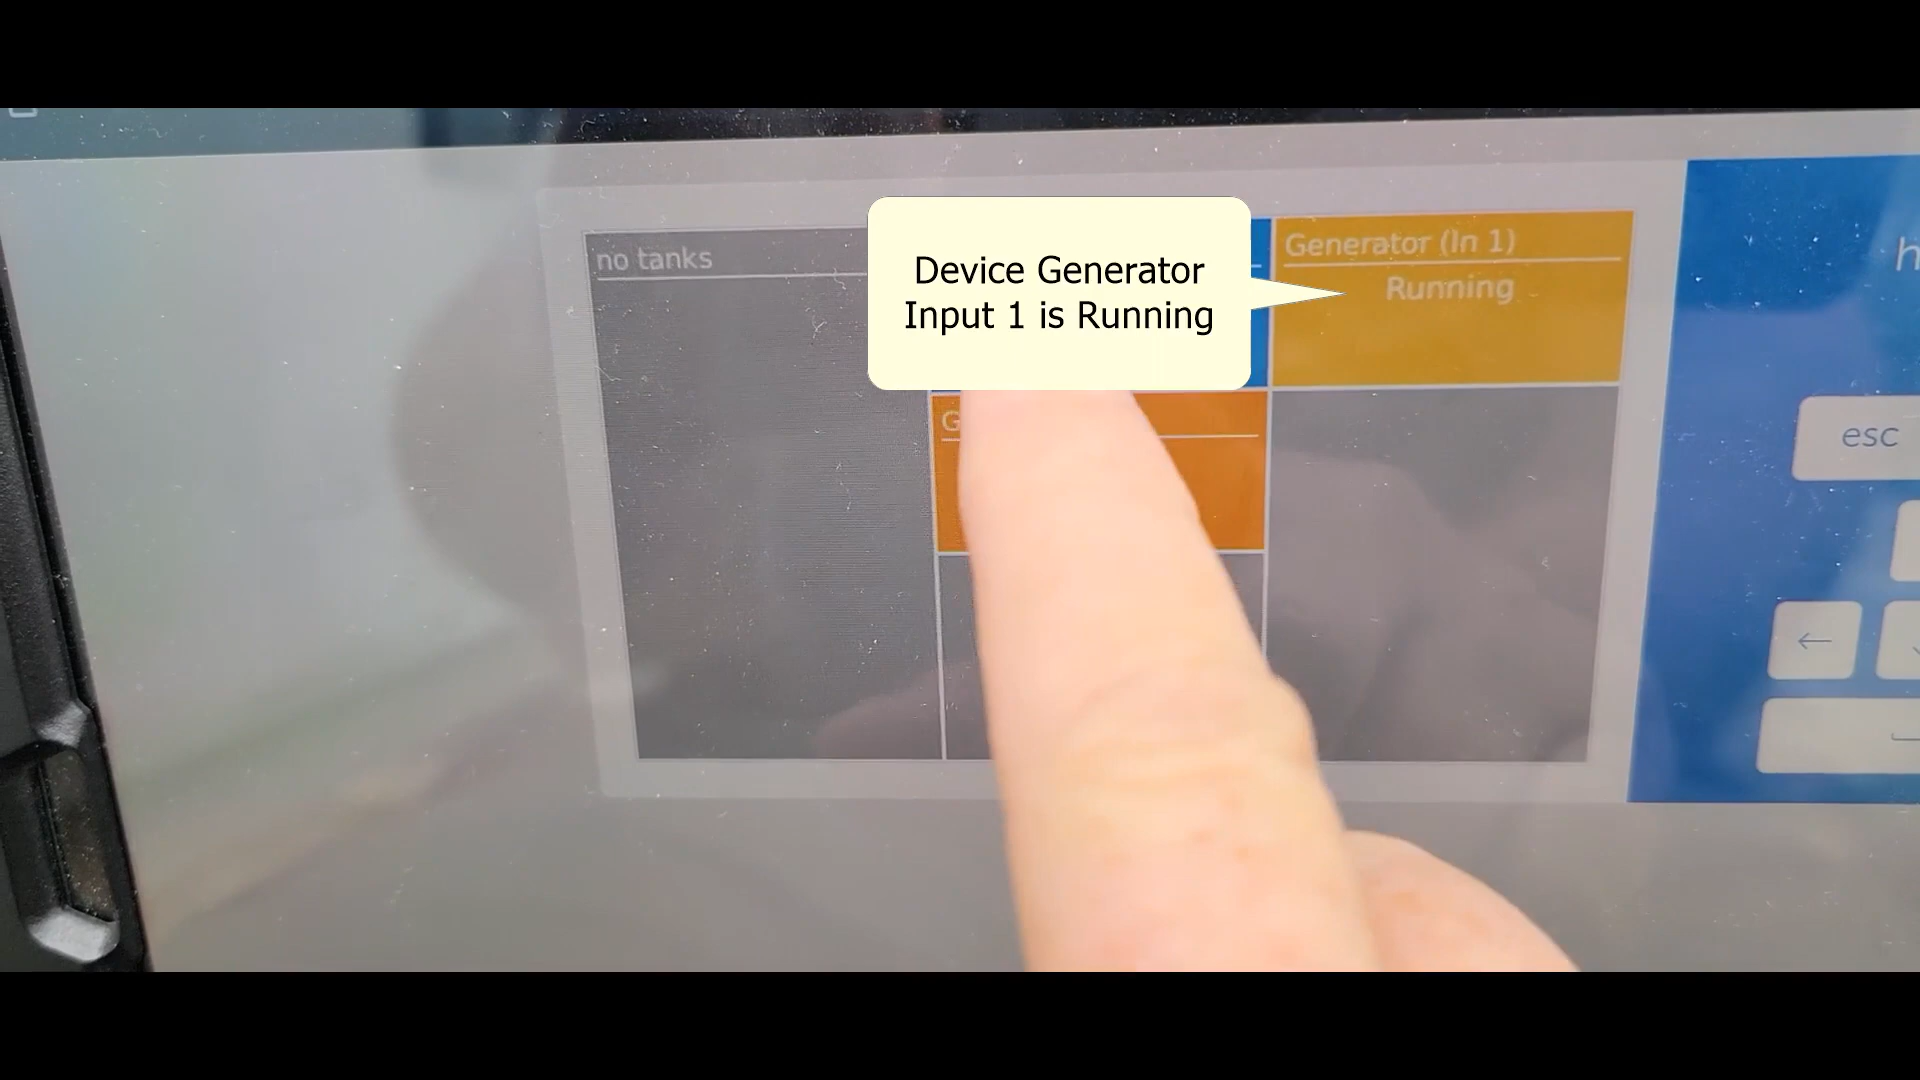 no tanks
Device Generator
Input 1 is Running
Generator (In 1)
Running
esc
←